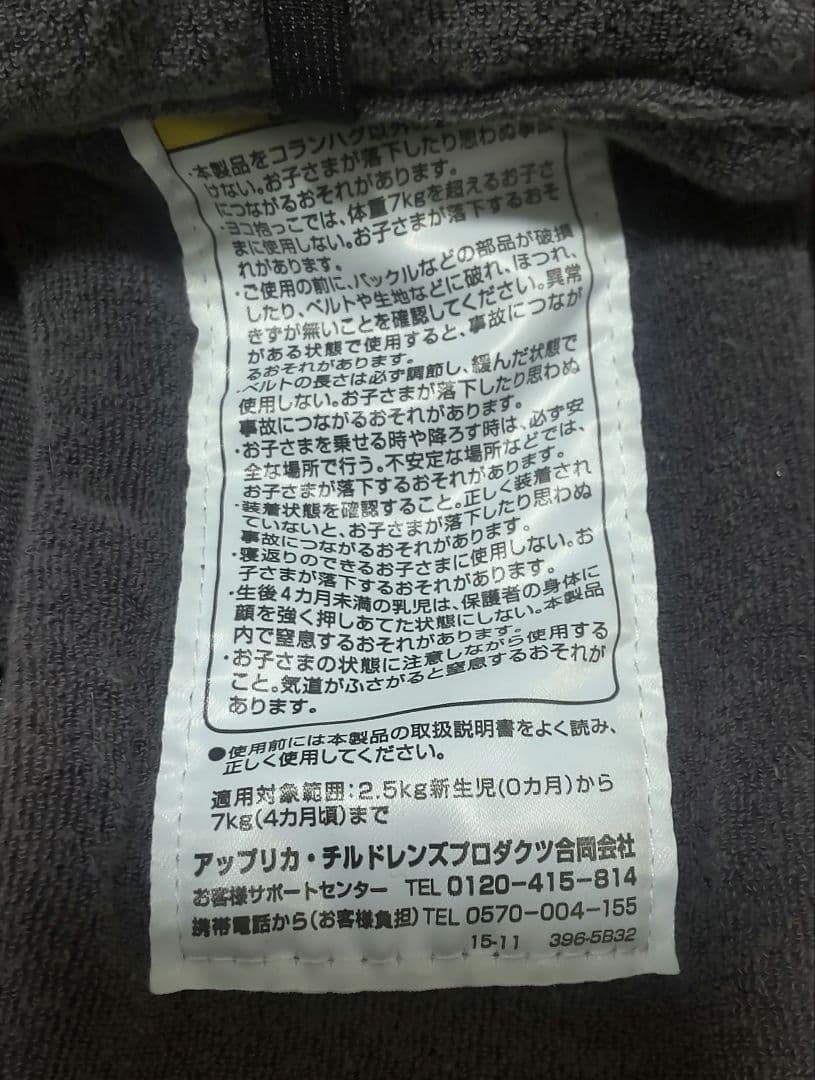 ・本製品をコランハグ以外
けない。お子さまが落下したり思わぬ事故
につながるおそれがあります。
・ヨコ抱っこでは、体重7kgを超えるお子さ
まに使用しない。お子さまが落下するおそ
れがあります。
・ご使用の前に、バックルなどの部品が破損
したり、ベルトや生地などに破れ、ほつれ、
きずが無いことを確認してください。異常
がある状態で使用すると、事故につなが
るおそれがあります。
・ベルトの長さは必ず調節し、緩んだ状態で
使用しない。お子さまが落下したり思わぬ
事故につながるおそれがあります。
・お子さまを乗せる時や降ろす時は、必ず安
全な場所で行う。不安定な場所などでは、
お子さまが落下するおそれがあります。
・装着状態を確認すること。正しく装着され
ていないと、お子さまが落下したり思わぬ
事故につながるおそれがあります。
・寝返りのできるお子さまに使用しない。お
子さまが落下するおそれがあります。
・生後4カ月未満の乳児は、保護者の身体に
顔を強く押しあてた状態にしない。本製品
内で窒息するおそれがあります。
・お子さまの状態に注意しながら使用する
こと。気道がふさがると窒息するおそれが
あります。
●使用前には本製品の取扱説明書をよく読み、
正しく使用してください。
適用対象範囲：2.5kg新生児(0カ月)から
7kg(4カ月頃)まで
アップリカ・チルドレンズプロダクツ合同会社
お客様サポートセンター TEL 0120-415-814
携帯電話から(お客様負担)TEL 0570-004-155
15-11 396-5B32